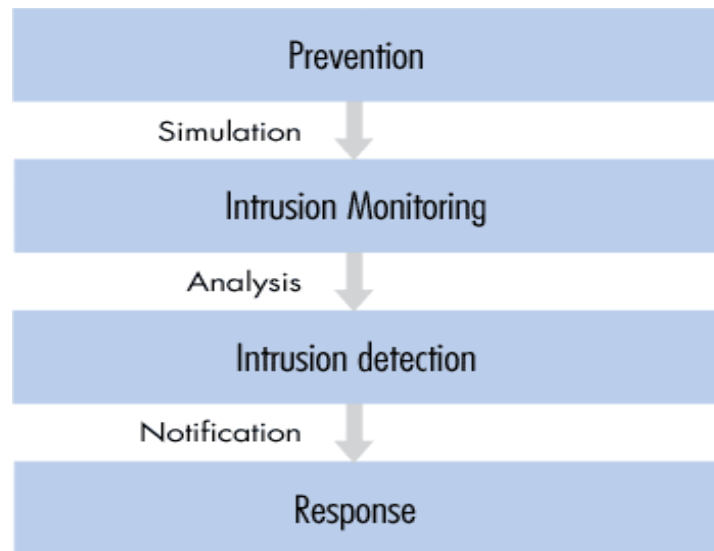 Prevention
Simulation
Intrusion Monitoring
Analysis
Intrusion detection
Notification
Response